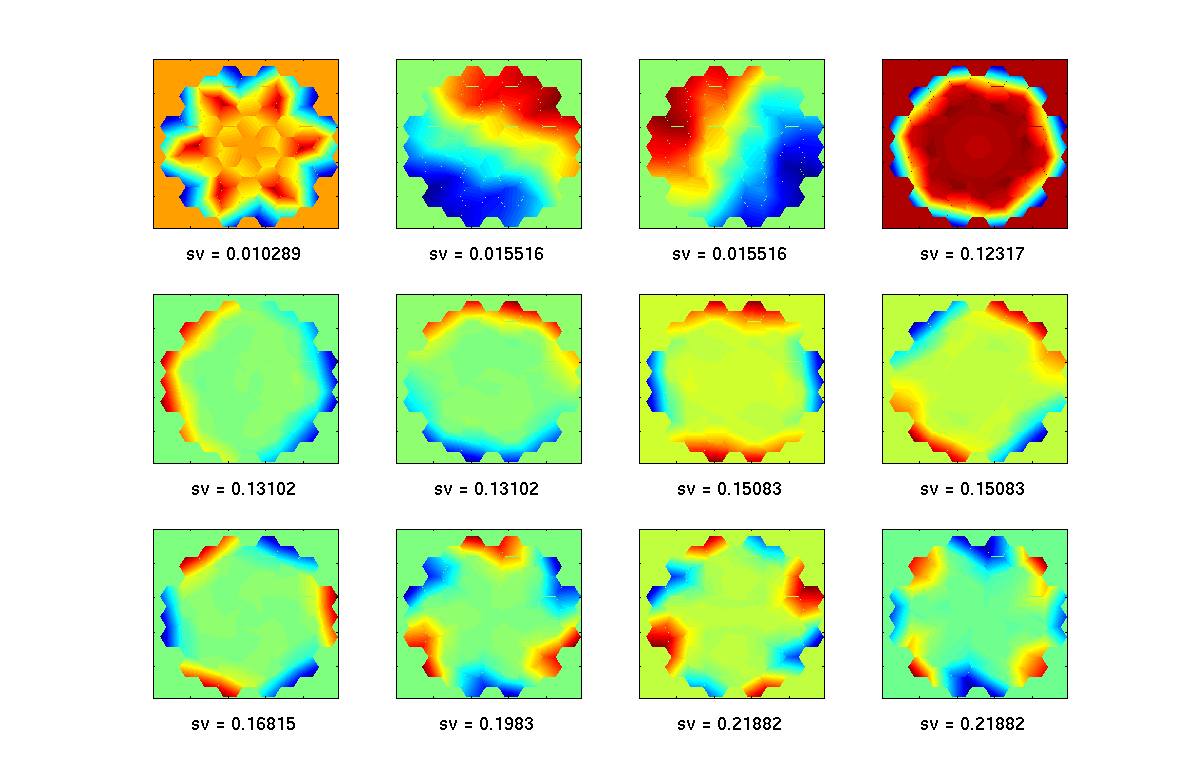 sv = 0.010289
sv = 0.015516
sv = 0.015516
sv = 0.12317
sv = 0.13102
sv = 0.13102
sv = 0.15083
sv = 0.15083
sv = 0.16815
sv = 0.1983
sv = 0.21882
sv = 0.21882